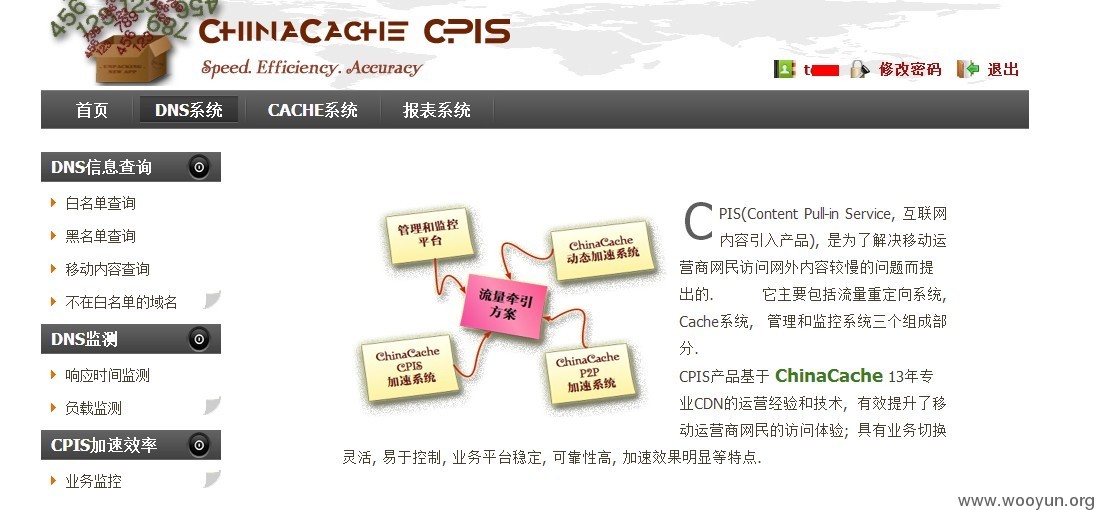 CHINACACHE CPIS
Speed. Efficiency. Accuracy
修改密码 退出
首页 DNS系统 CACHE系统 报表系统
DNS信息查询
白名单查询
黑名单查询
移动内容查询
不在白名单的域名
DNS监测
响应时间监测
负载监测
CPIS加速效率
业务监控
管理和监控
平台
ChinaCache
动态加速系统
流量牵引
方案
ChinaCache
CPIS
加速系统
ChinaCache
P2P
加速系统
CPIS(Content Pull-in Service, 互联网
内容引入产品), 是为了解决移动运
营商网民访问网外内容较慢的问题而提
出的. 它主要包括流量重定向系统,
Cache系统, 管理和监控系统三个组成部
分.
CPIS产品基于 ChinaCache 13年专
业CDN的运营经验和技术, 有效提升了移
动运营商网民的访问体验; 具有业务切换
灵活, 易于控制, 业务平台稳定, 可靠性高, 加速效果明显等特点.
www.wooyun.org